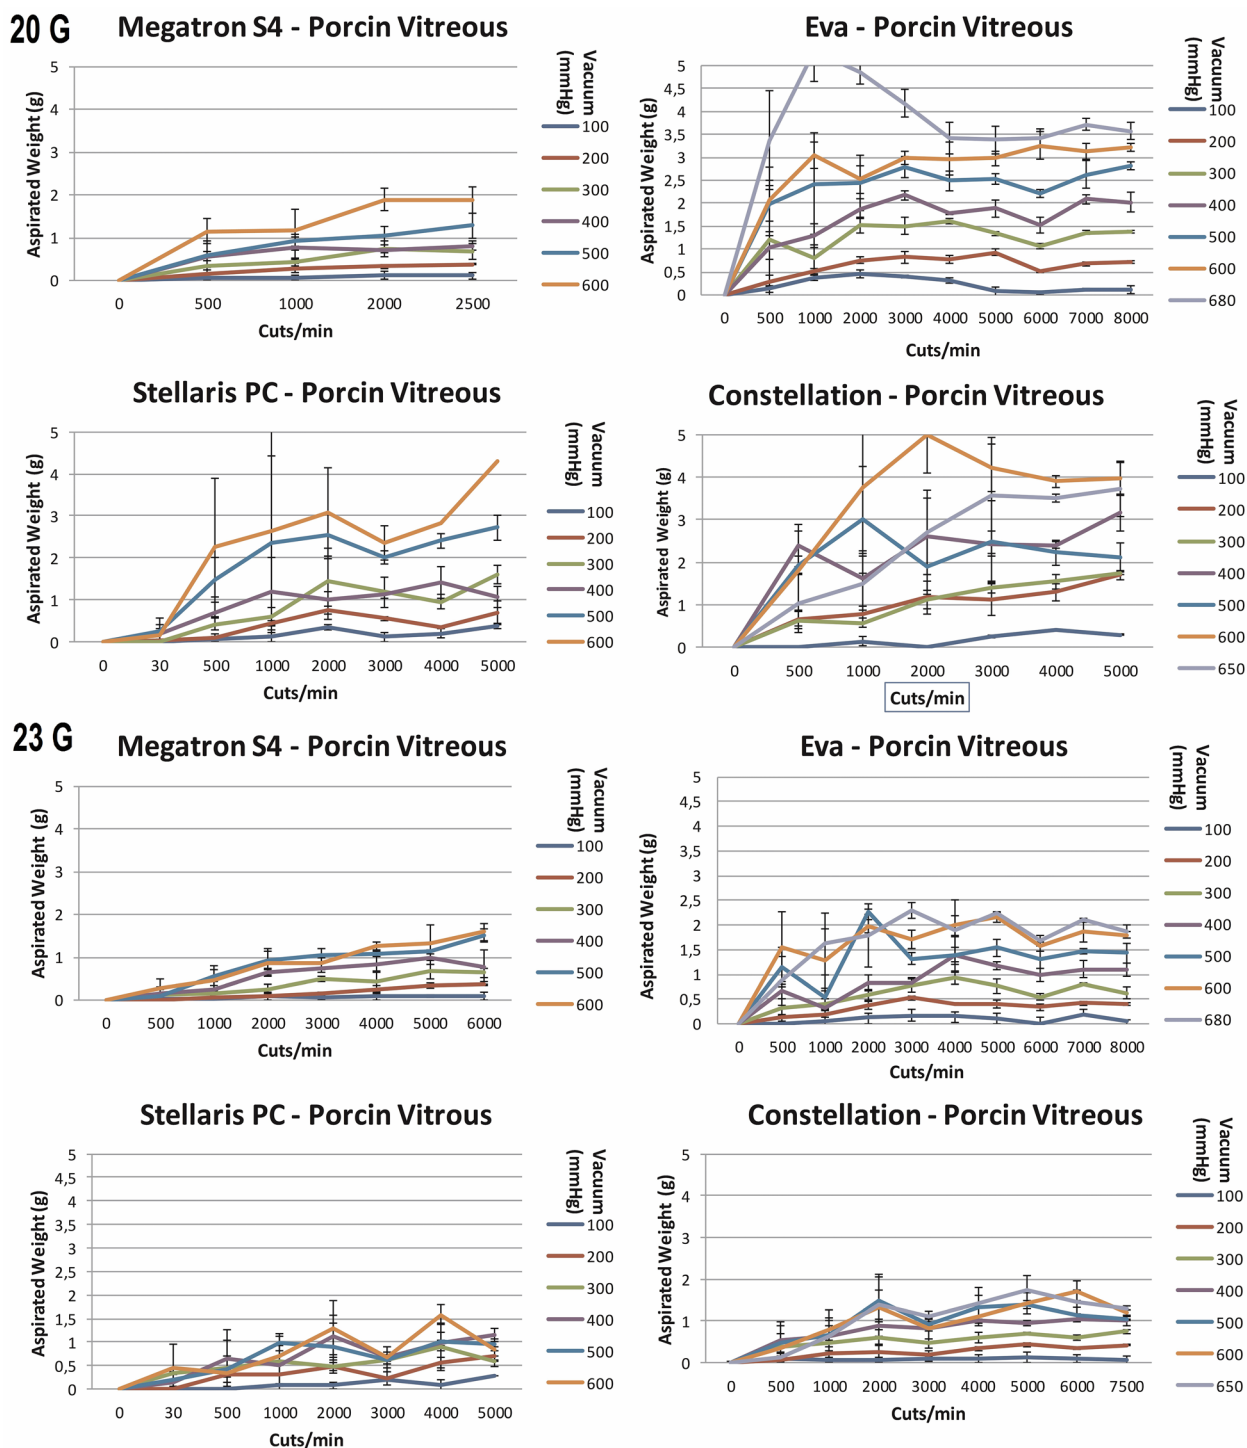 20 G
Megatron S4 - Porcin Vitreous
Aspirated Weight (g)
5
4
3
2
1
0
0 500 1000 2000 2500
Cuts/min
Vacuum
(mmHg)
100
200
300
400
500
600
Eva - Porcin Vitreous
Aspirated Weight (g)
5
4,5
4
3,5
3
2,5
2
1,5
1
0,5
0
0 500 1000 2000 3000 4000 5000 6000 7000 8000
Cuts/min
Vacuum
(mmHg)
100
200
300
400
500
600
680
Stellaris PC - Porcin Vitreous
Aspirated Weight (g)
5
4
3
2
1
0
0 30 500 1000 2000 3000 4000 5000
Cuts/min
Vacuum
(mmHg)
100
200
300
400
500
600
Constellation - Porcin Vitreous
Aspirated Weight (g)
5
4
3
2
1
0
0 500 1000 2000 3000 4000 5000
Cuts/min
Vacuum
(mmHg)
100
200
300
400
500
600
650
23 G
Megatron S4 - Porcin Vitreous
Aspirated Weight (g)
5
4
3
2
1
0
0 500 1000 2000 3000 4000 5000 6000
Cuts/min
Vacuum
(mmHg)
100
200
300
400
500
600
Eva - Porcin Vitreous
Aspirated Weight (g)
5
4,5
4
3,5
3
2,5
2
1,5
1
0,5
0
0 500 1000 2000 3000 4000 5000 6000 7000 8000
Cuts/min
Vacuum
(mmHg)
100
200
300
400
500
600
680
Stellaris PC - Porcin Vitrous
Aspirated Weight (g)
5
4,5
4
3,5
3
2,5
2
1,5
1
0,5
0
0 30 500 1000 2000 3000 4000 5000
Cuts/min
Vacuum
(mmHg)
100
200
300
400
500
600
Constellation - Porcin Vitreous
Aspirated Weight (g)
5
4
3
2
1
0
0 500 1000 2000 3000 4000 5000 6000 7500
Cuts/min
Vacuum
(mmHg)
100
200
300
400
500
600
650